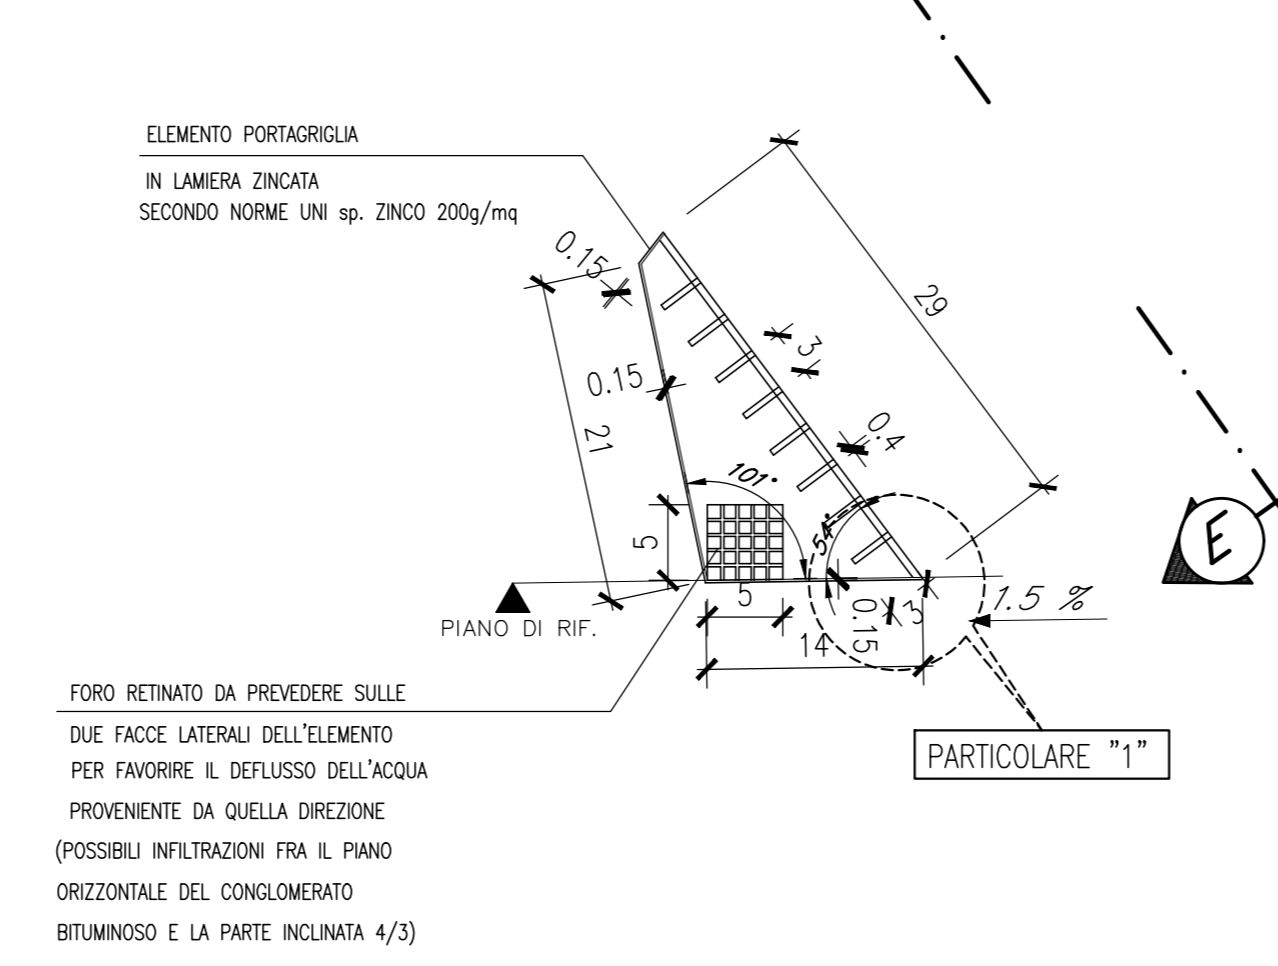 ELEMENTO PORTAGRIGLIA
IN LAMIERA ZINCATA
SECONDO NORME UNI sp. ZINCO 200g/mq
0.15
29
3
0.15
0.4
21
101°
54°
5
E
5
0.15
3
1.5 %
14
PIANO DI RIF.
FORO RETINATO DA PREVEDERE SULLE
DUE FACCE LATERALI DELL'ELEMENTO
PER FAVORIRE IL DEFLUSSO DELL'ACQUA
PROVENIENTE DA QUELLA DIREZIONE
(POSSIBILI INFILTRAZIONI FRA IL PIANO
ORIZZONTALE DEL CONGLOMERATO
BITUMINOSO E LA PARTE INCLINATA 4/3)
PARTICOLARE "1"